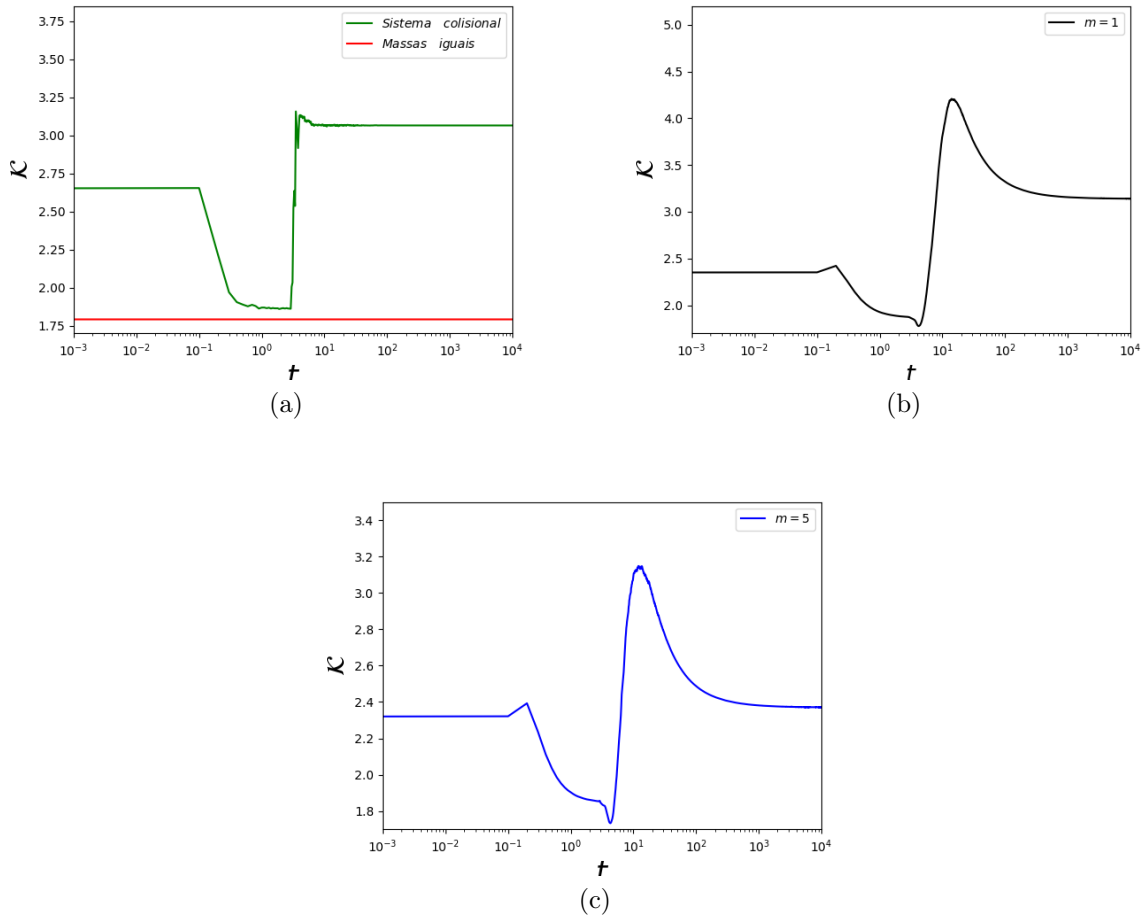 3.75
3.50
3.25
3.00
2.75
2.50
2.25
2.00
1.75
𝒦
Sistema colisional
Massas iguais
10⁻³ 10⁻² 10⁻¹ 10⁰ 10¹ 10² 10³ 10⁴
t
(a)
5.0
4.5
4.0
3.5
3.0
2.5
2.0
𝒦
m = 1
10⁻³ 10⁻² 10⁻¹ 10⁰ 10¹ 10² 10³ 10⁴
t
(b)
3.4
3.2
3.0
2.8
2.6
2.4
2.2
2.0
1.8
𝒦
m = 5
10⁻³ 10⁻² 10⁻¹ 10⁰ 10¹ 10² 10³ 10⁴
t
(c)